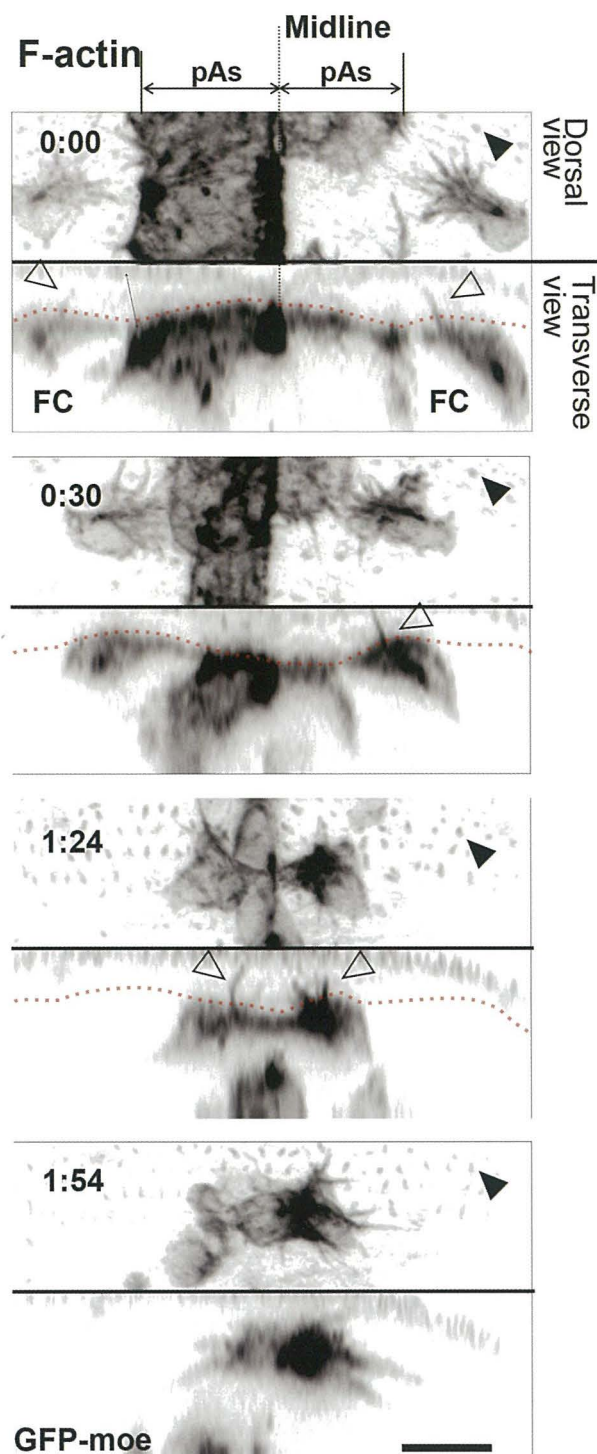 Midline
F-actin
pAs
pAs
0:00
Dorsal
view
Transverse
view
FC
FC
0:30
1:24
1:54
GFP-moe